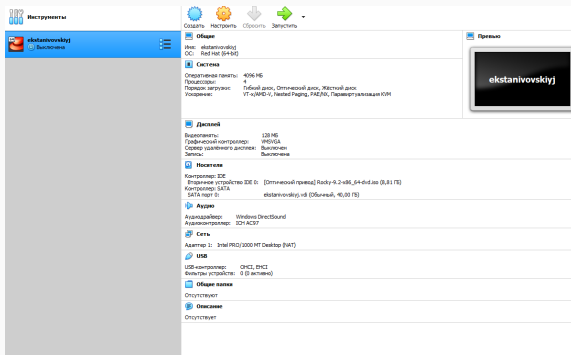 Инструменты
ekstanivovskiyj
Выключена
Создать Настроить Сбросить Запустить
Общие
Имя: ekstanivovskiyj
ОС: Red Hat (64-bit)
Система
Оперативная память: 4096 МБ
Процессоры: 4
Порядок загрузки: Гибкий диск, Оптический диск, Жёсткий диск
Ускорение: VT-x/AMD-V, Nested Paging, PAE/NX, Паравиртуализация KVM
Превью
ekstanivovskiyj
Дисплей
Видеопамять: 128 МБ
Графический контроллер: VMSVGA
Сервер удалённого дисплея: Выключен
Запись: Выключена
Носители
Контроллер: IDE
Вторичное устройство IDE 0: [Оптический привод] Rocky-9.2-x86_64-dvd.iso (8,81 ГБ)
Контроллер: SATA
SATA порт 0: ekstanivovskiyj.vdi (Обычный, 40,00 ГБ)
Аудио
Аудиодрайвер: Windows DirectSound
Аудиоконтроллер: ICH AC97
Сеть
Адаптер 1: Intel PRO/1000 MT Desktop (NAT)
USB
USB-контроллер: OHCI, EHCI
Фильтры устройств: 0 (0 активно)
Общие папки
Отсутствуют
Описание
Отсутствует